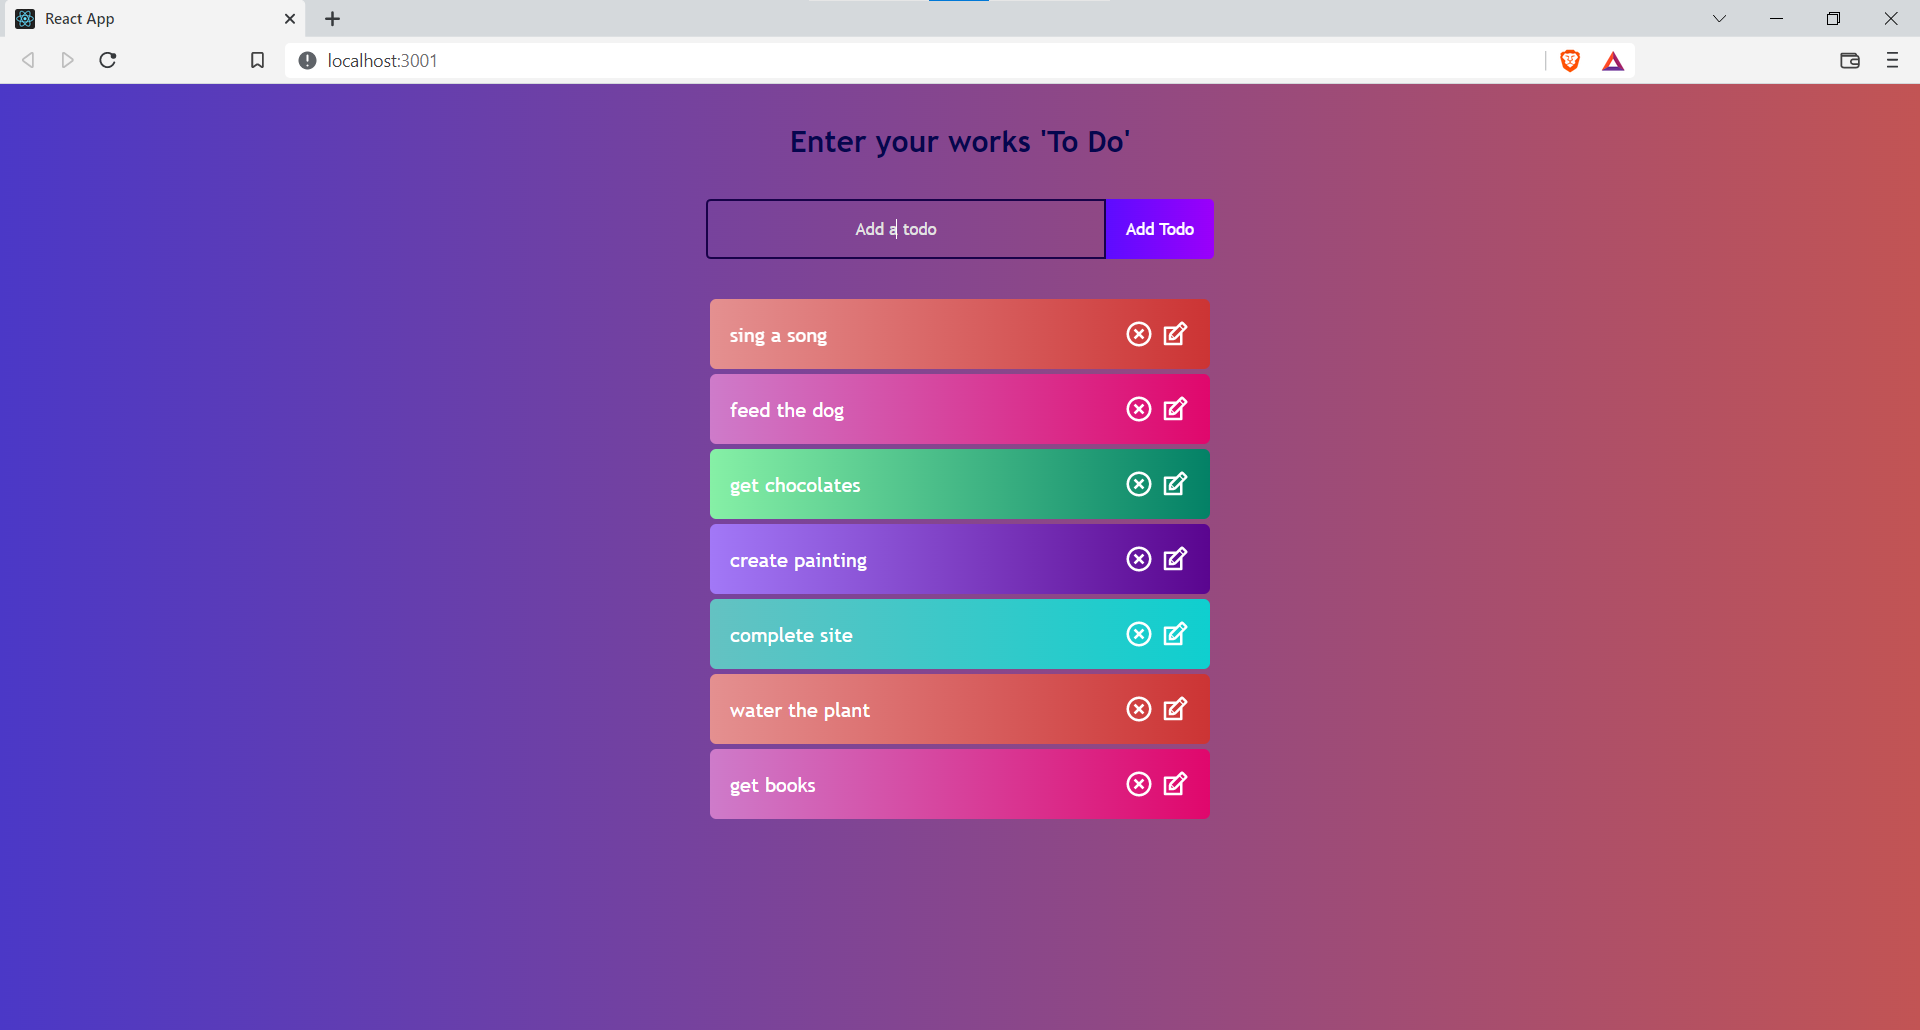 React App
localhost:3001
Enter your works 'To Do'
Add a todo
Add Todo
sing a song
feed the dog
get chocolates
create painting
complete site
water the plant
get books